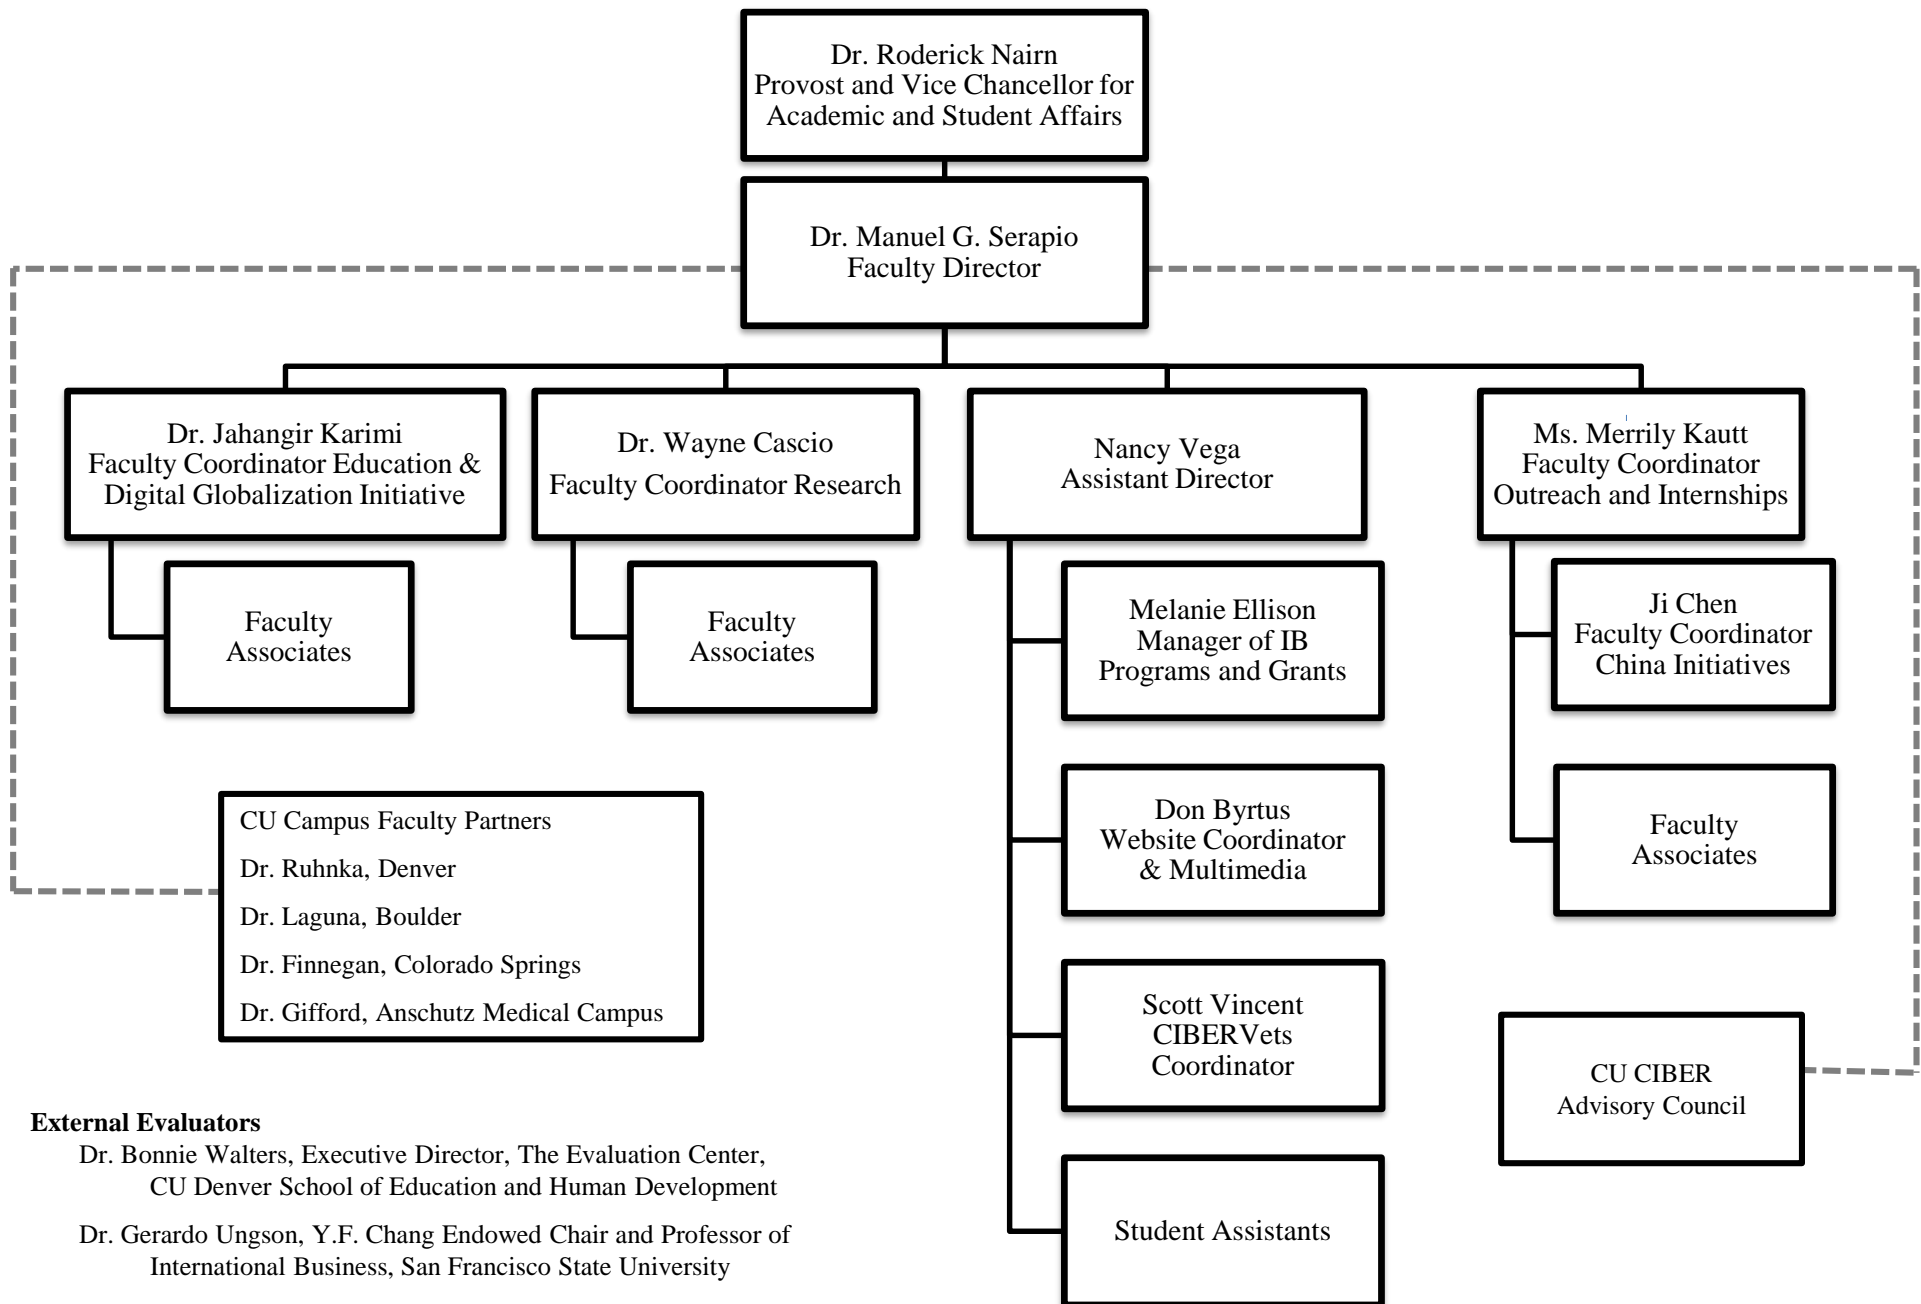 Dr. Roderick Nairn
Provost and Vice Chancellor for
Academic and Student Affairs
Dr. Manuel G. Serapio
Faculty Director
Dr. Jahangir Karimi
Faculty Coordinator Education &
Digital Globalization Initiative
Faculty
Associates
Dr. Wayne Cascio
Faculty Coordinator Research
Faculty
Associates
Nancy Vega
Assistant Director
Melanie Ellison
Manager of IB
Programs and Grants
Don Byrtus
Website Coordinator
& Multimedia
Scott Vincent
CIBERVets
Coordinator
Student Assistants
Ms. Merrily Kautt
Faculty Coordinator
Outreach and Internships
Ji Chen
Faculty Coordinator
China Initiatives
Faculty
Associates
CU Campus Faculty Partners
Dr. Ruhnka, Denver
Dr. Laguna, Boulder
Dr. Finnegan, Colorado Springs
Dr. Gifford, Anschutz Medical Campus
CU CIBER
Advisory Council
External Evaluators
Dr. Bonnie Walters, Executive Director, The Evaluation Center,
CU Denver School of Education and Human Development
Dr. Gerardo Ungson, Y.F. Chang Endowed Chair and Professor of
International Business, San Francisco State University